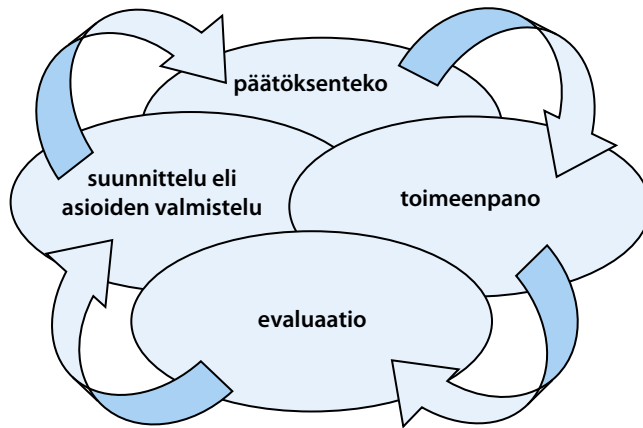 päätöksenteko
suunnittelu eli
asioiden valmistelu
toimeenpano
evaluaatio